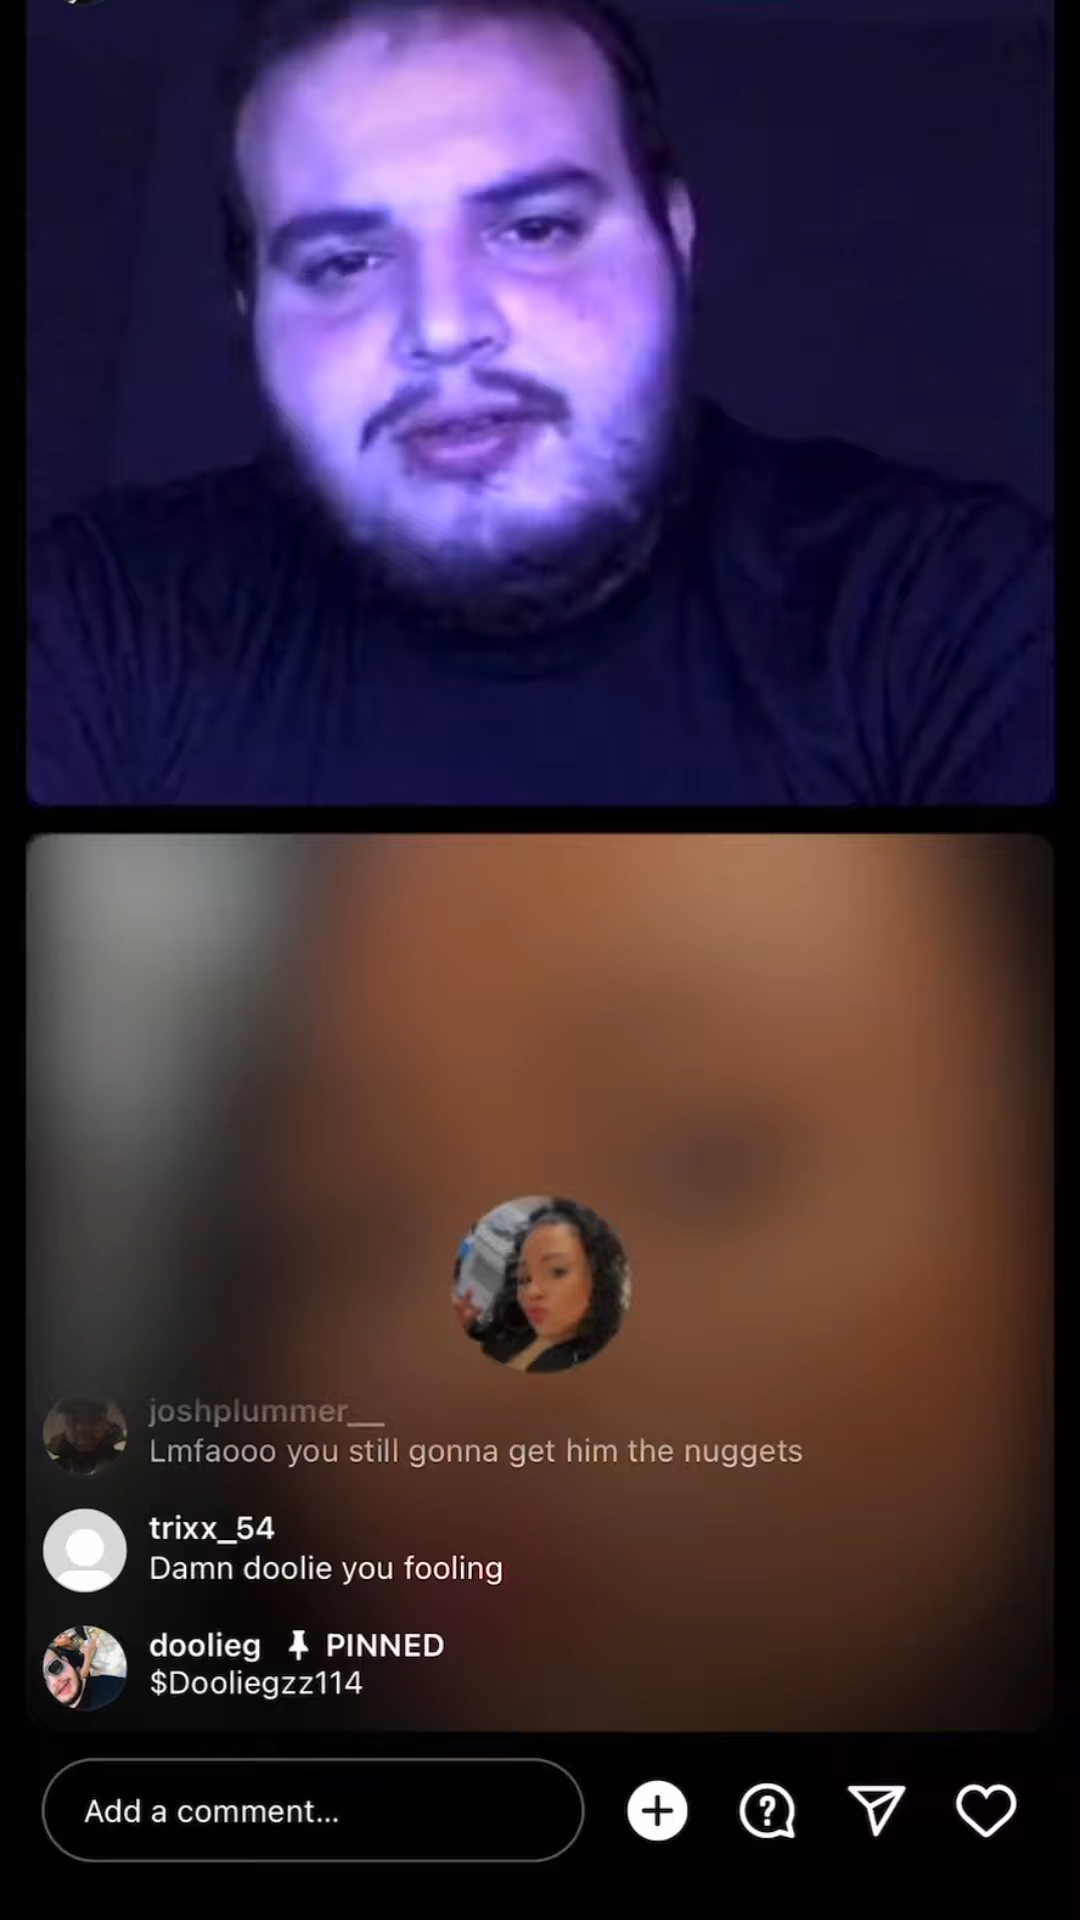 joshplummer__
Lmfaooo you still gonna get him the nuggets
trixx_54
Damn doolie you fooling
doolieg PINNED
$Dooliegzz114
Add a comment...